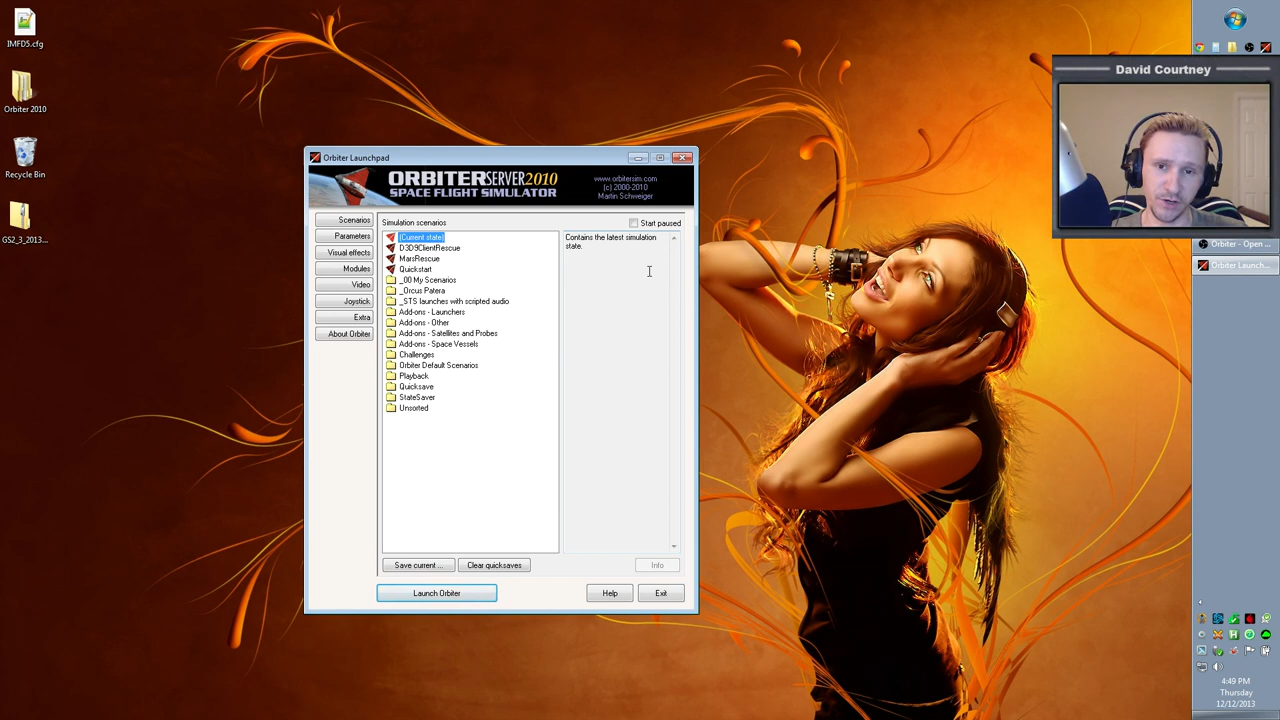 IMFD5.cfg
Orbiter 2010
Recycle Bin
GS2_3_2013...
Orbiter Launchpad
ORBITERSERVER2010
SPACE FLIGHT SIMULATOR
www.orbitersim.com
(c) 2000-2010
Martin Schweiger
Scenarios
Parameters
Visual effects
Modules
Video
Joystick
Extra
About Orbiter
Simulation scenarios
Start paused
(Current state)
D3D9ClientRescue
MarsRescue
Quickstart
_00 My Scenarios
_Orcus Patera
_STS launches with scripted audio
Add-ons - Launchers
Add-ons - Other
Add-ons - Satellites and Probes
Add-ons - Space Vessels
Challenges
Orbiter Default Scenarios
Playback
Quicksave
StateSaver
Unsorted
Contains the latest simulation
state.
Save current ...
Clear quicksaves
Info
Launch Orbiter
Help
Exit
David Courtney
Orbiter - Open ...
Orbiter Launch...
4:49 PM
Thursday
12/12/2013